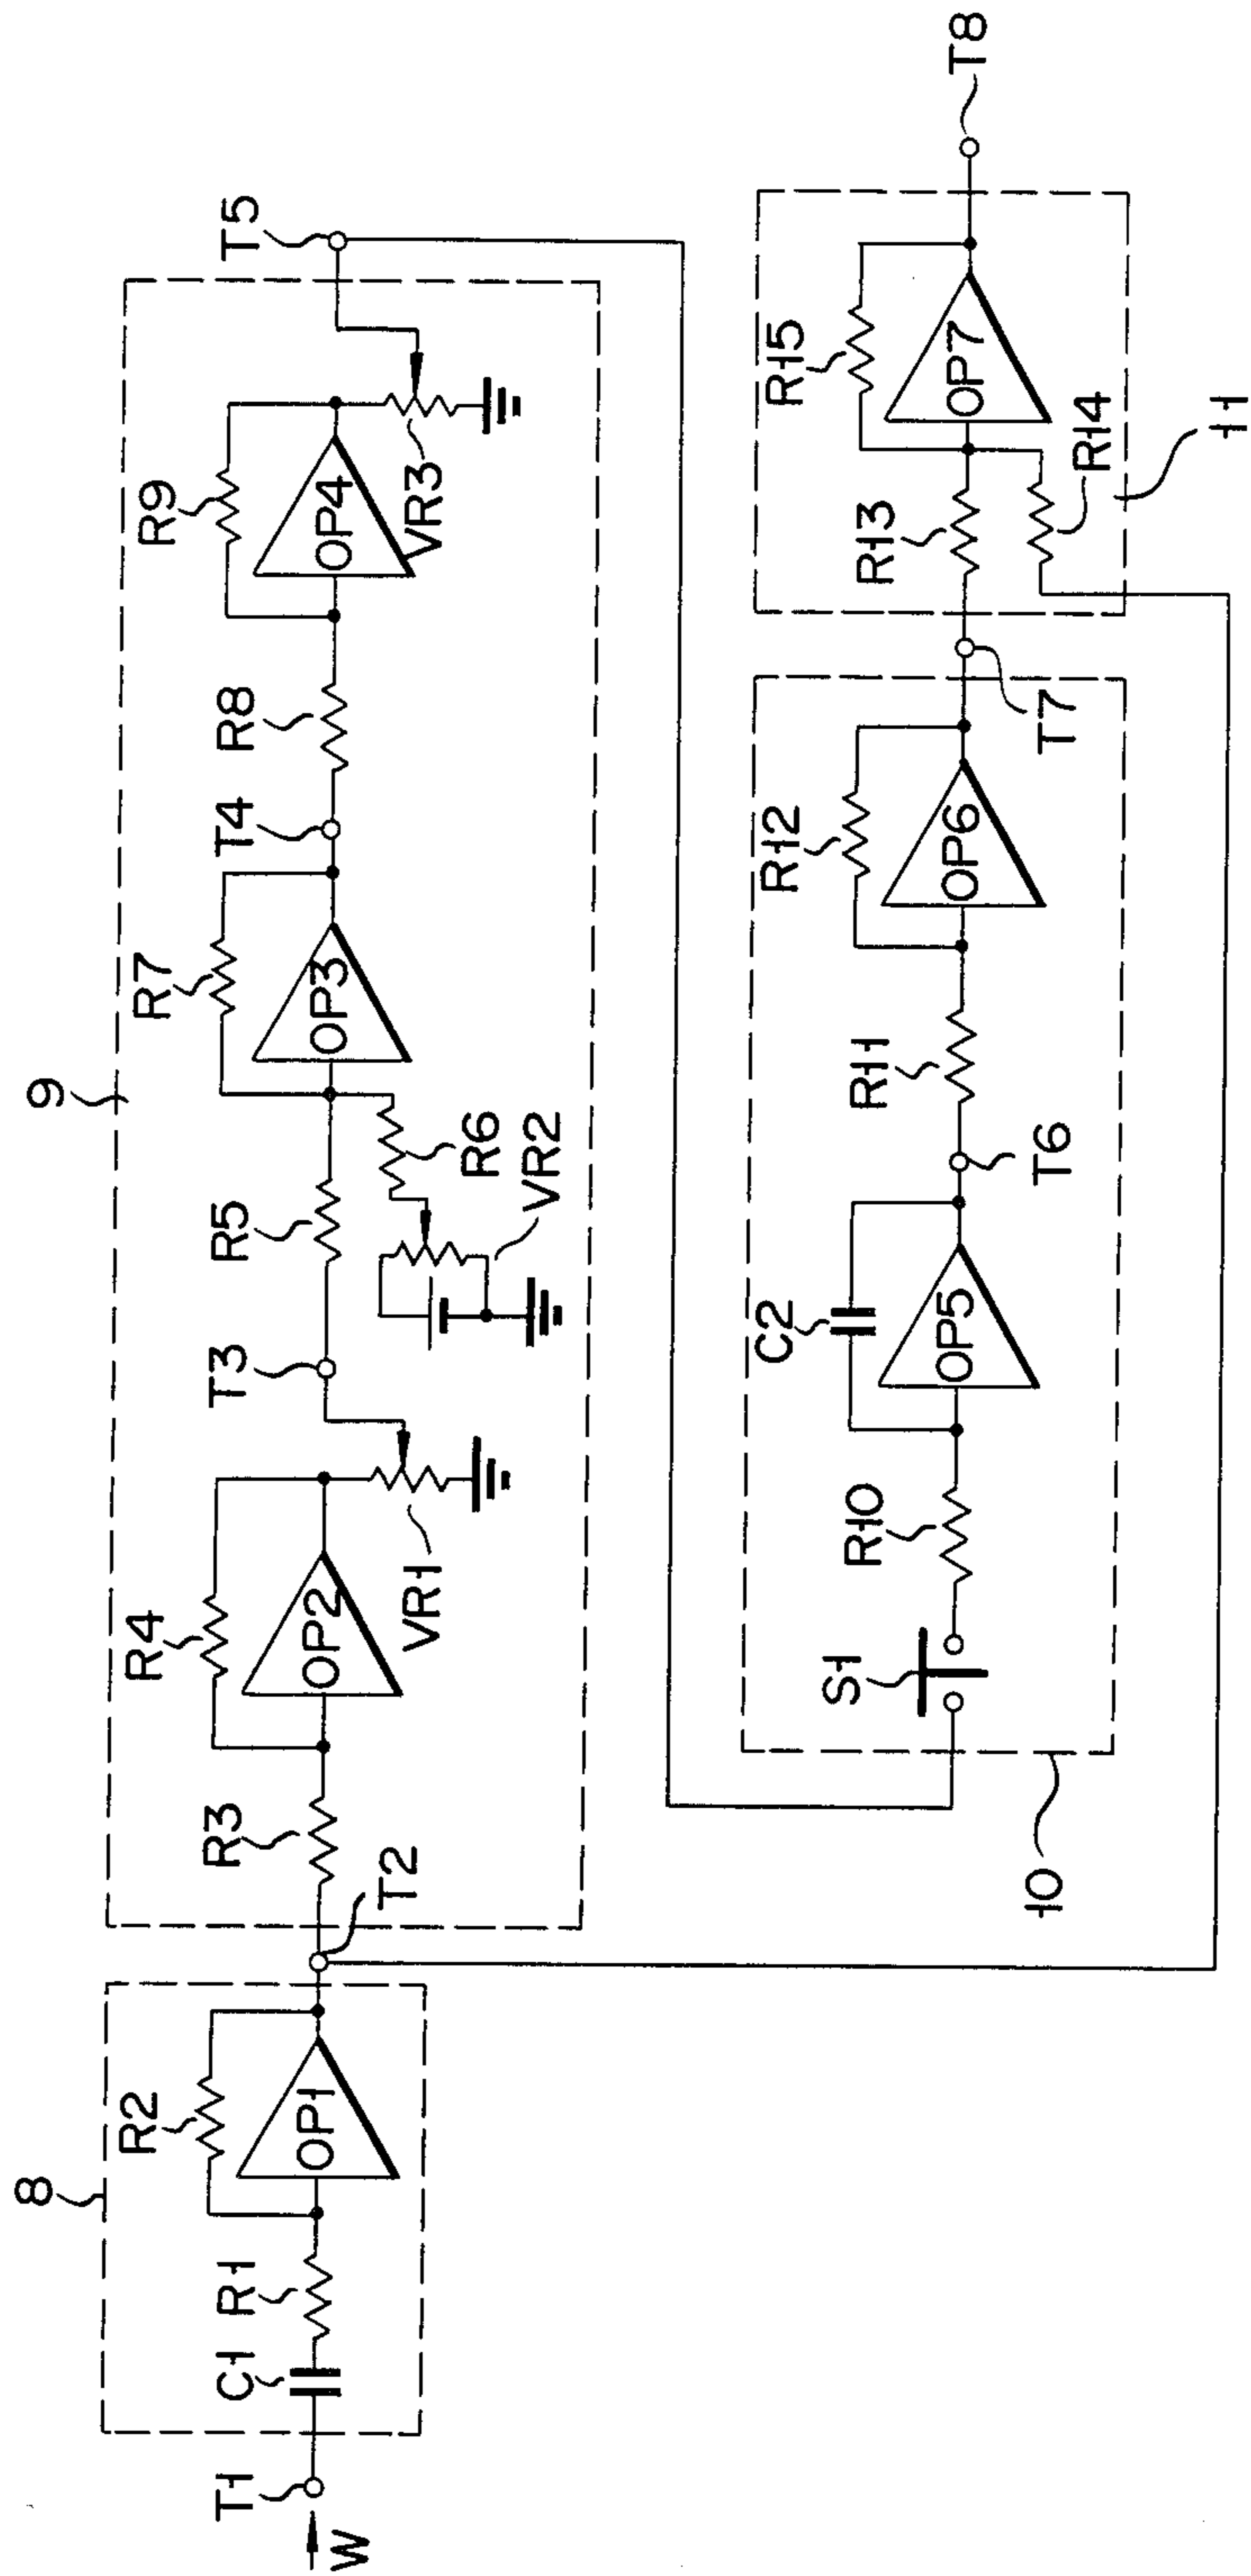 8
9
R2
R4
R7
R9
T5
T1
W
C1
R1
OP1
T2
R3
OP2
VR1
T3
R5
R6
VR2
OP3
T4
R8
OP4
VR3
10
S1
R10
C2
OP5
T6
R11
R12
OP6
T7
R13
R15
OP7
R14
11
T8